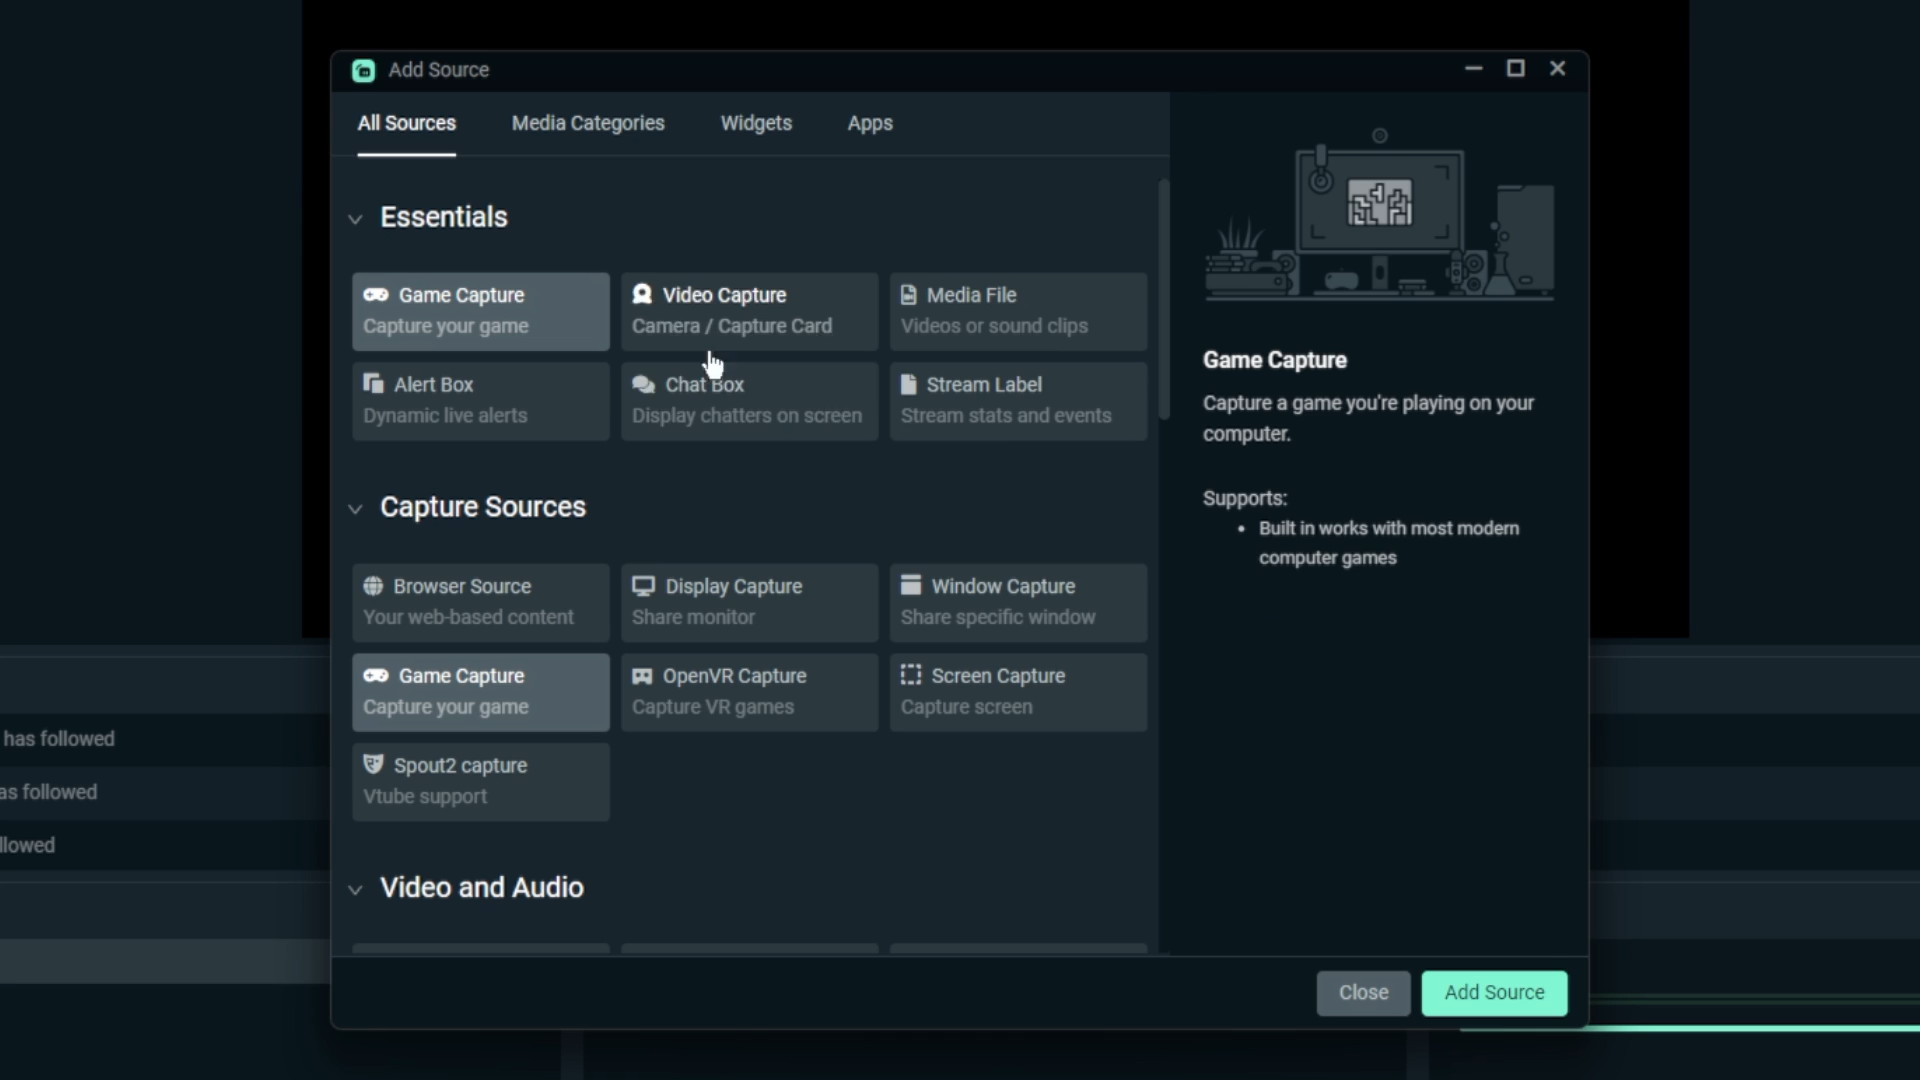 Add Source
All Sources
Media Categories
Widgets
Apps
Essentials
Game Capture
Capture your game
Video Capture
Camera / Capture Card
Media File
Videos or sound clips
Alert Box
Dynamic live alerts
Chat Box
Display chatters on screen
Stream Label
Stream stats and events
Capture Sources
Browser Source
Your web-based content
Display Capture
Share monitor
Window Capture
Share specific window
Game Capture
Capture your game
OpenVR Capture
Capture VR games
Screen Capture
Capture screen
Spout2 capture
Vtube support
Video and Audio
Game Capture
Capture a game you're playing on your
computer.
Supports:
• Built in works with most modern
computer games
Close
Add Source
has followed
as followed
llowed